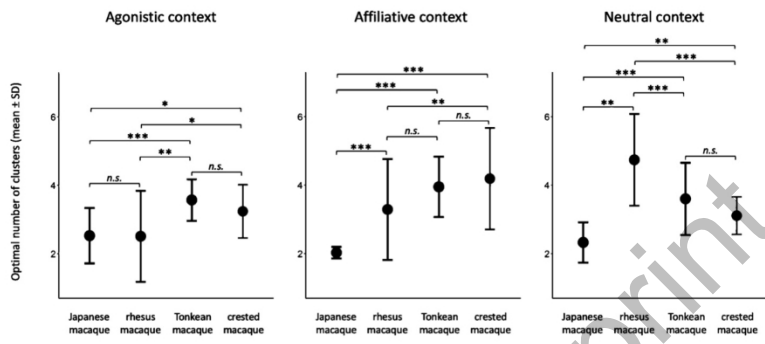 Agonistic context
Affiliative context
Neutral context
Optimal number of clusters (mean ± SD)
6
4
2
*
*
***
**
n.s.
n.s.
Japanese macaque
rhesus macaque
Tonkean macaque
crested macaque
6
4
2
***
***
**
n.s.
n.s.
***
Japanese macaque
rhesus macaque
Tonkean macaque
crested macaque
6
4
2
**
***
***
***
**
n.s.
Japanese macaque
rhesus macaque
Tonkean macaque
crested macaque
print